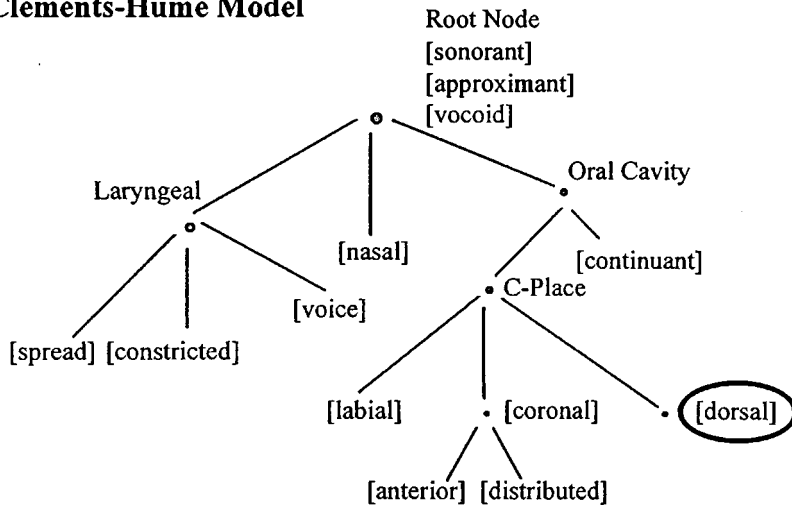 Clements-Hume Model
Root Node
[sonorant]
[approximant]
[vocoid]
Laryngeal
Oral Cavity
[nasal]
[continuant]
C-Place
[voice]
[spread] [constricted]
[labial]
[coronal]
[dorsal]
[anterior] [distributed]